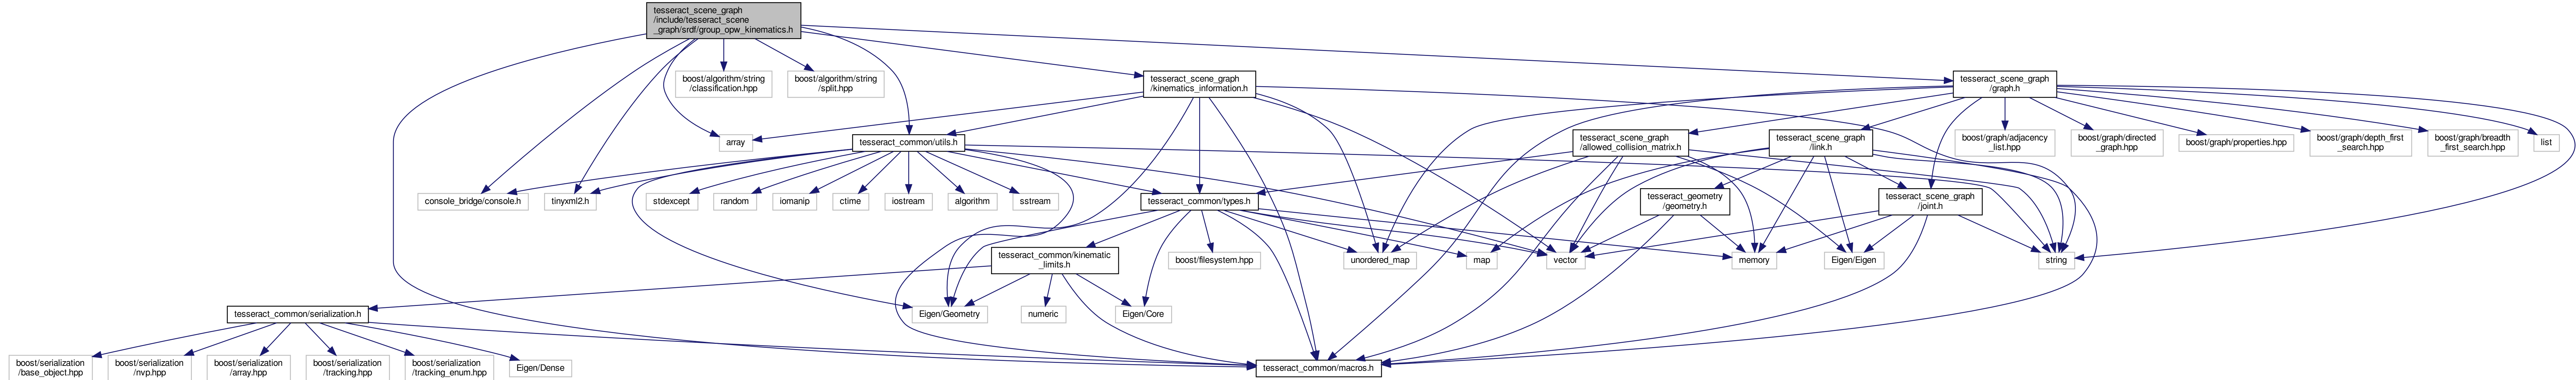 tesseract_scene_graph
/include/tesseract_scene
_graph/srdf/group_opw_kinematics.h
boost/algorithm/string
/classification.hpp
boost/algorithm/string
/split.hpp
tesseract_scene_graph
/kinematics_information.h
tesseract_scene_graph
/graph.h
array
tesseract_common/utils.h
tesseract_scene_graph
/allowed_collision_matrix.h
tesseract_scene_graph
/link.h
boost/graph/adjacency
_list.hpp
boost/graph/directed
_graph.hpp
boost/graph/properties.hpp
boost/graph/depth_first
_search.hpp
boost/graph/breadth
_first_search.hpp
list
console_bridge/console.h
tinyxml2.h
stdexcept
random
iomanip
ctime
iostream
algorithm
sstream
tesseract_common/types.h
tesseract_geometry
/geometry.h
tesseract_scene_graph
/joint.h
tesseract_common/kinematic
_limits.h
boost/filesystem.hpp
unordered_map
map
vector
memory
Eigen/Eigen
string
tesseract_common/serialization.h
Eigen/Geometry
numeric
Eigen/Core
boost/serialization
/base_object.hpp
boost/serialization
/nvp.hpp
boost/serialization
/array.hpp
boost/serialization
/tracking.hpp
boost/serialization
/tracking_enum.hpp
Eigen/Dense
tesseract_common/macros.h